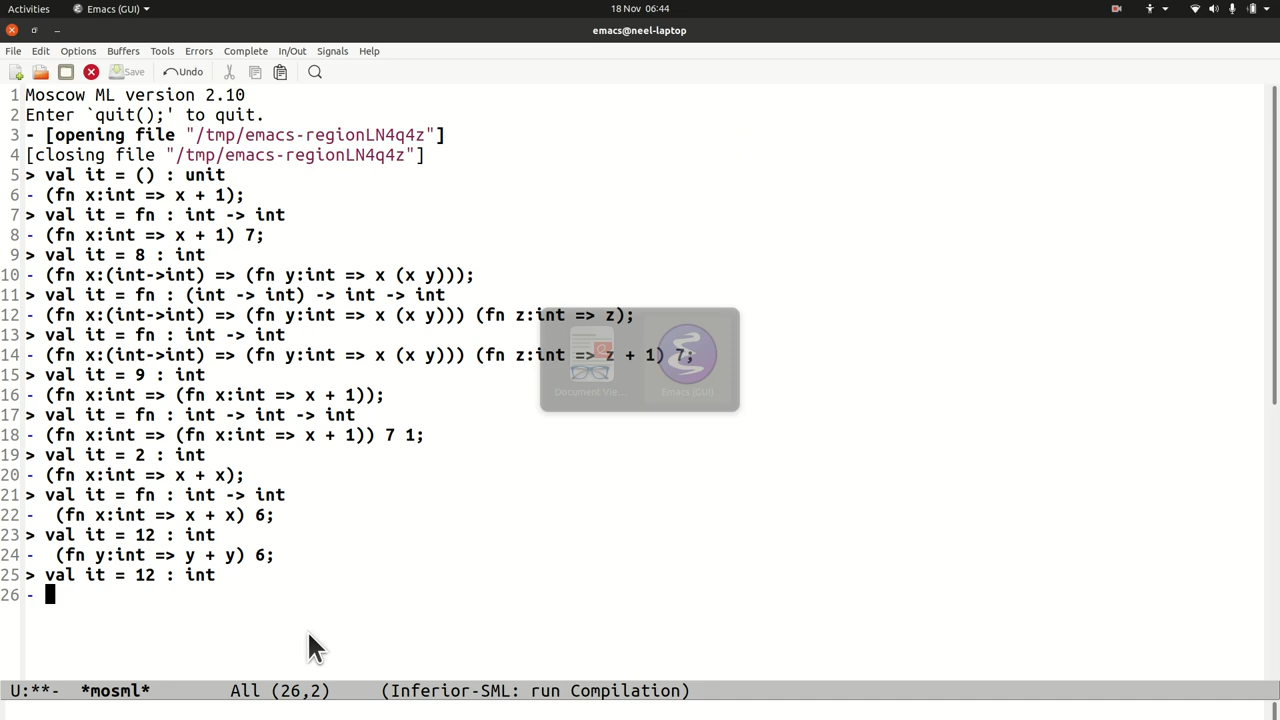 Activities Emacs (GUI) 18 Nov 06:44
emacs@neel-laptop
File Edit Options Buffers Tools Errors Complete In/Out Signals Help
Save Undo
1 Moscow ML version 2.10
2 Enter `quit();' to quit.
3 - [opening file "/tmp/emacs-regionLN4q4z"]
4 [closing file "/tmp/emacs-regionLN4q4z"]
5 > val it = () : unit
6 - (fn x:int => x + 1);
7 > val it = fn : int -> int
8 - (fn x:int => x + 1) 7;
9 > val it = 8 : int
10 - (fn x:(int->int) => (fn y:int => x (x y)));
11 > val it = fn : (int -> int) -> int -> int
12 - (fn x:(int->int) => (fn y:int => x (x y))) (fn z:int => z);
13 > val it = fn : int -> int
14 - (fn x:(int->int) => (fn y:int => x (x y))) (fn z:int => z + 1) 7;
15 > val it = 9 : int
Document Vie... Emacs (GUI)
16 - (fn x:int => (fn x:int => x + 1));
17 > val it = fn : int -> int -> int
18 - (fn x:int => (fn x:int => x + 1)) 7 1;
19 > val it = 2 : int
20 - (fn x:int => x + x);
21 > val it = fn : int -> int
22 -  (fn x:int => x + x) 6;
23 > val it = 12 : int
24 -  (fn y:int => y + y) 6;
25 > val it = 12 : int
26 -
U:**- *mosml* All (26,2) (Inferior-SML: run Compilation)